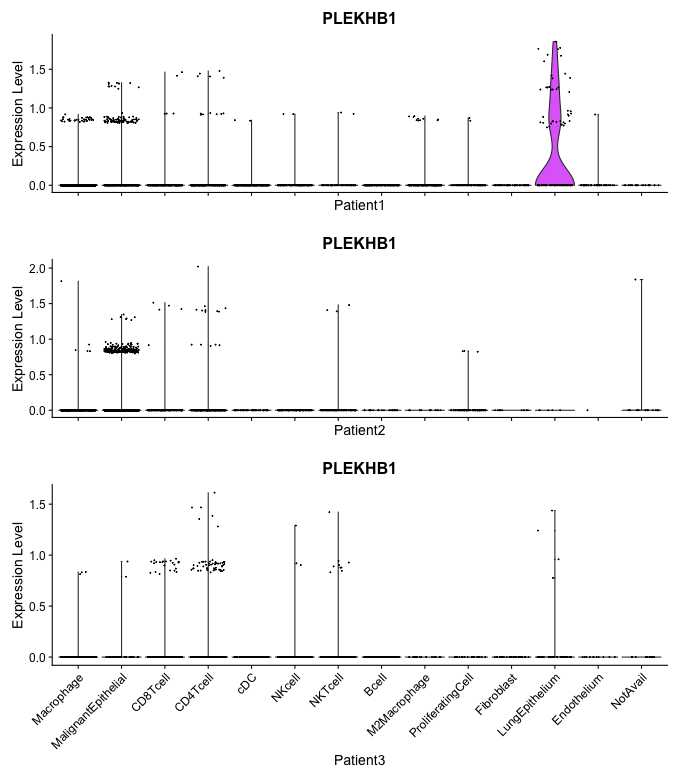 PLEKHB1
Expression Level
1.5
1.0
0.5
0.0
Patient1
PLEKHB1
Expression Level
2.0
1.5
1.0
0.5
0.0
Patient2
PLEKHB1
Expression Level
1.5
1.0
0.5
0.0
Macrophage
MalignantEpithelial
CD8Tcell
CD4Tcell
cDC
NKcell
NKTcell
Bcell
M2Macrophage
ProliferatingCell
Fibroblast
LungEpithelium
Endothelium
NotAvail
Patient3